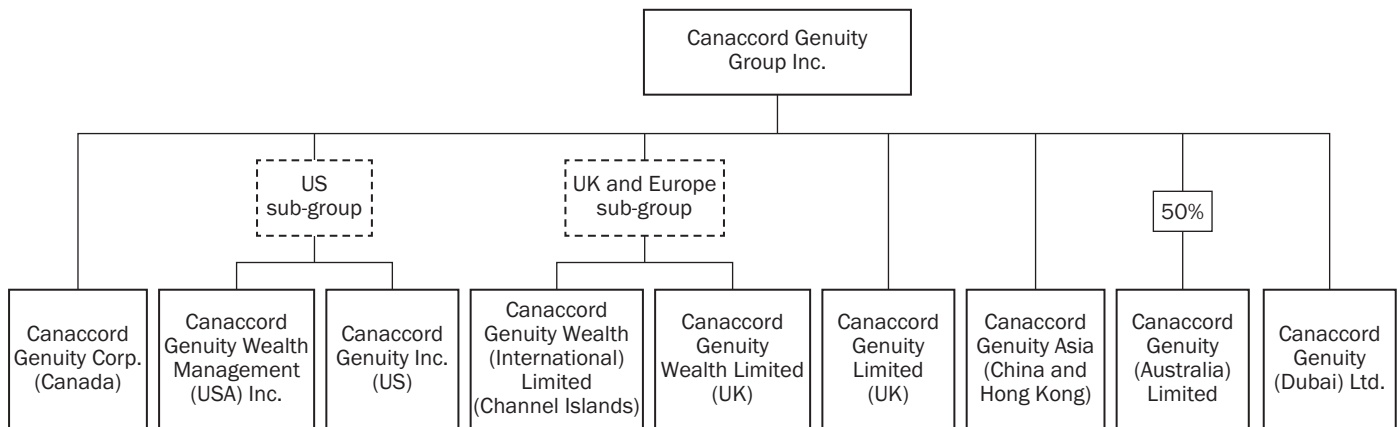 Canaccord Genuity
Group Inc.
US
sub-group
UK and Europe
sub-group
50%
Canaccord
Genuity Corp.
(Canada)
Canaccord
Genuity Wealth
Management
(USA) Inc.
Canaccord
Genuity Inc.
(US)
Canaccord
Genuity Wealth
(International)
Limited
(Channel Islands)
Canaccord
Genuity
Wealth Limited
(UK)
Canaccord
Genuity
Limited
(UK)
Canaccord
Genuity Asia
(China and
Hong Kong)
Canaccord
Genuity
(Australia)
Limited
Canaccord
Genuity
(Dubai) Ltd.